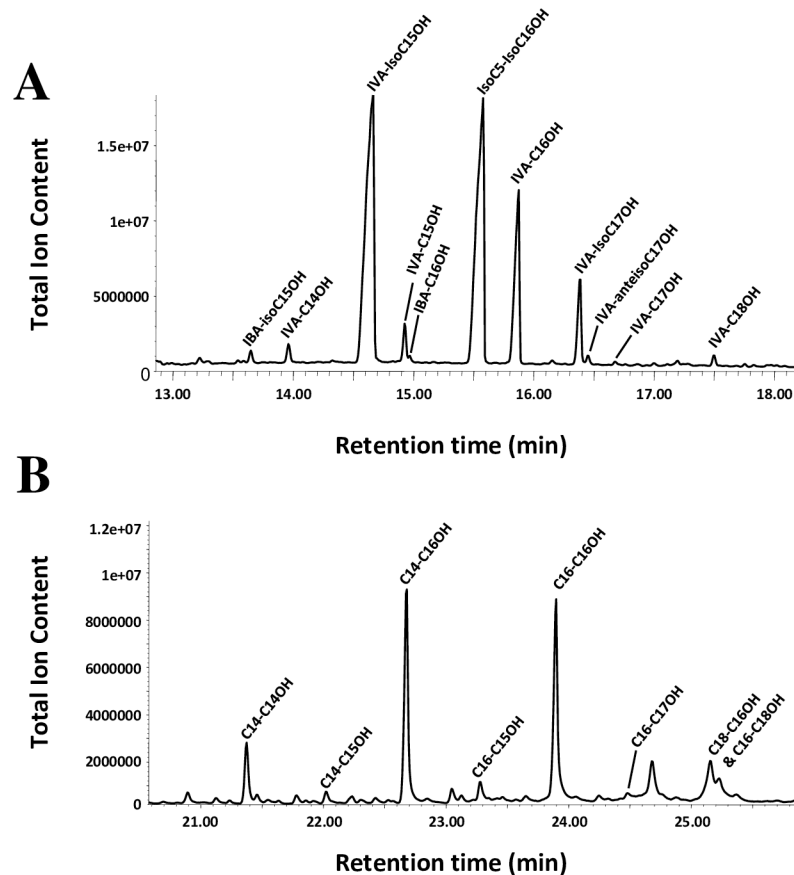 A
Total Ion Content
1.5e+07
1e+07
5000000
0
IBA-isoC15OH
IVA-C14OH
IVA-IsoC15OH
IVA-C15OH
IBA-C16OH
IsoC5-IsoC16OH
IVA-C16OH
IVA-IsoC17OH
IVA-anteisoC17OH
IVA-C17OH
IVA-C18OH
13.00 14.00 15.00 16.00 17.00 18.00
Retention time (min)
B
Total Ion Content
1.2e+07
1e+07
8000000
6000000
4000000
2000000
0
C14-C14OH
C14-C15OH
C14-C16OH
C16-C15OH
C16-C16OH
C16-C17OH
C18-C16OH
& C16-C18OH
21.00 22.00 23.00 24.00 25.00
Retention time (min)